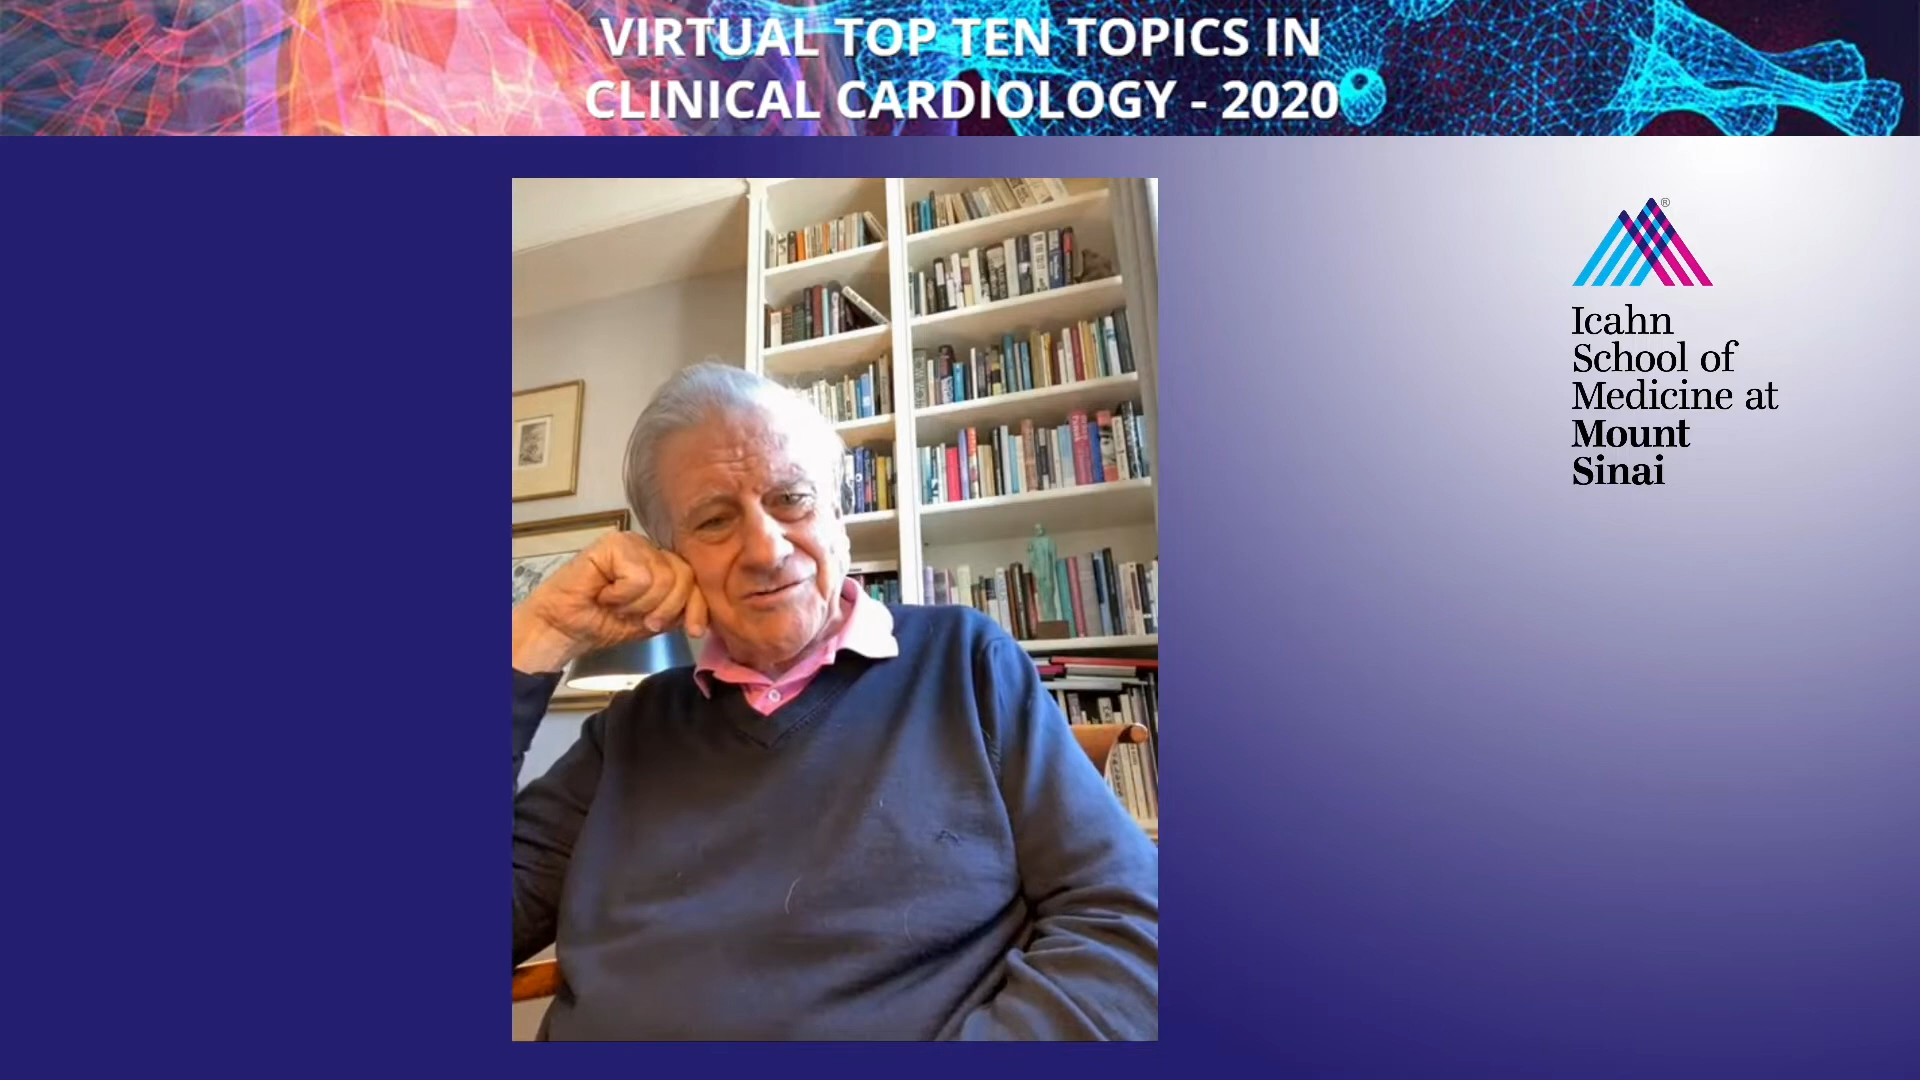 VIRTUAL TOP TEN TOPICS IN
CLINICAL CARDIOLOGY - 2020
®
Icahn
School of
Medicine at
Mount
Sinai